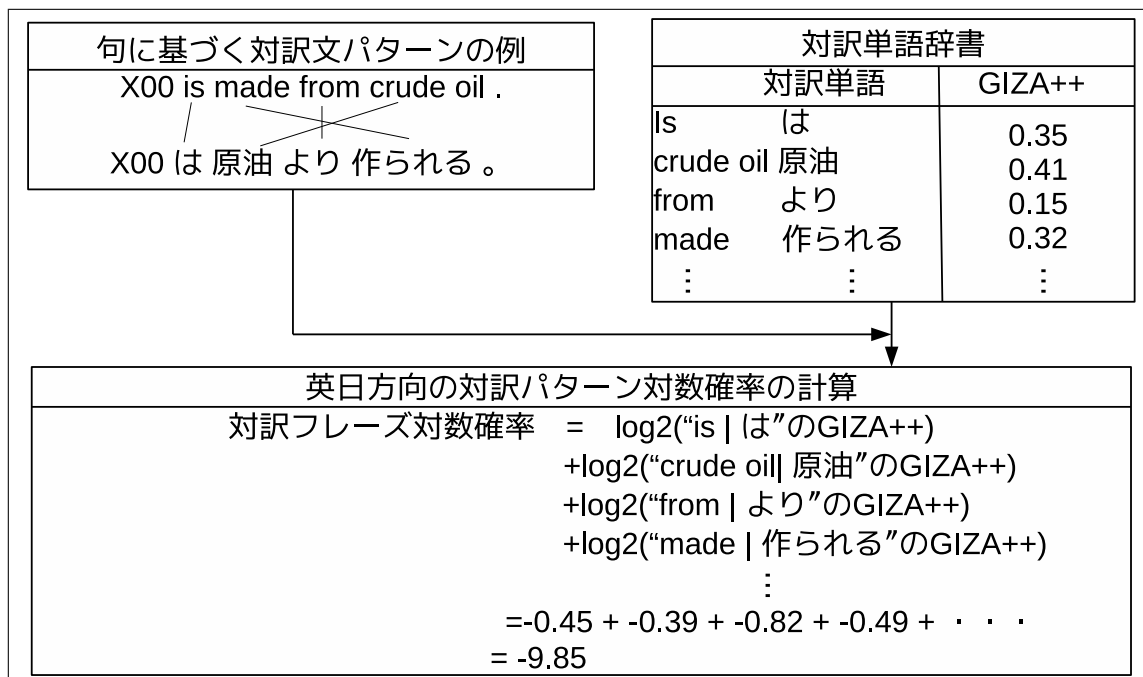 句に基づく対訳文パターンの例
X00 is made from crude oil .
X00 は 原油 より 作られる 。
対訳単語辞書
対訳単語 GIZA++
Is は 0.35
crude oil 原油 0.41
from より 0.15
made 作られる 0.32
⋮ ⋮ ⋮
英日方向の対訳パターン対数確率の計算
対訳フレーズ対数確率 = log2(“is | は”のGIZA++)
+log2(“crude oil| 原油”のGIZA++)
+log2(“from | より”のGIZA++)
+log2(“made | 作られる”のGIZA++)
⋮
=-0.45 + -0.39 + -0.82 + -0.49 + ・ ・ ・
= -9.85